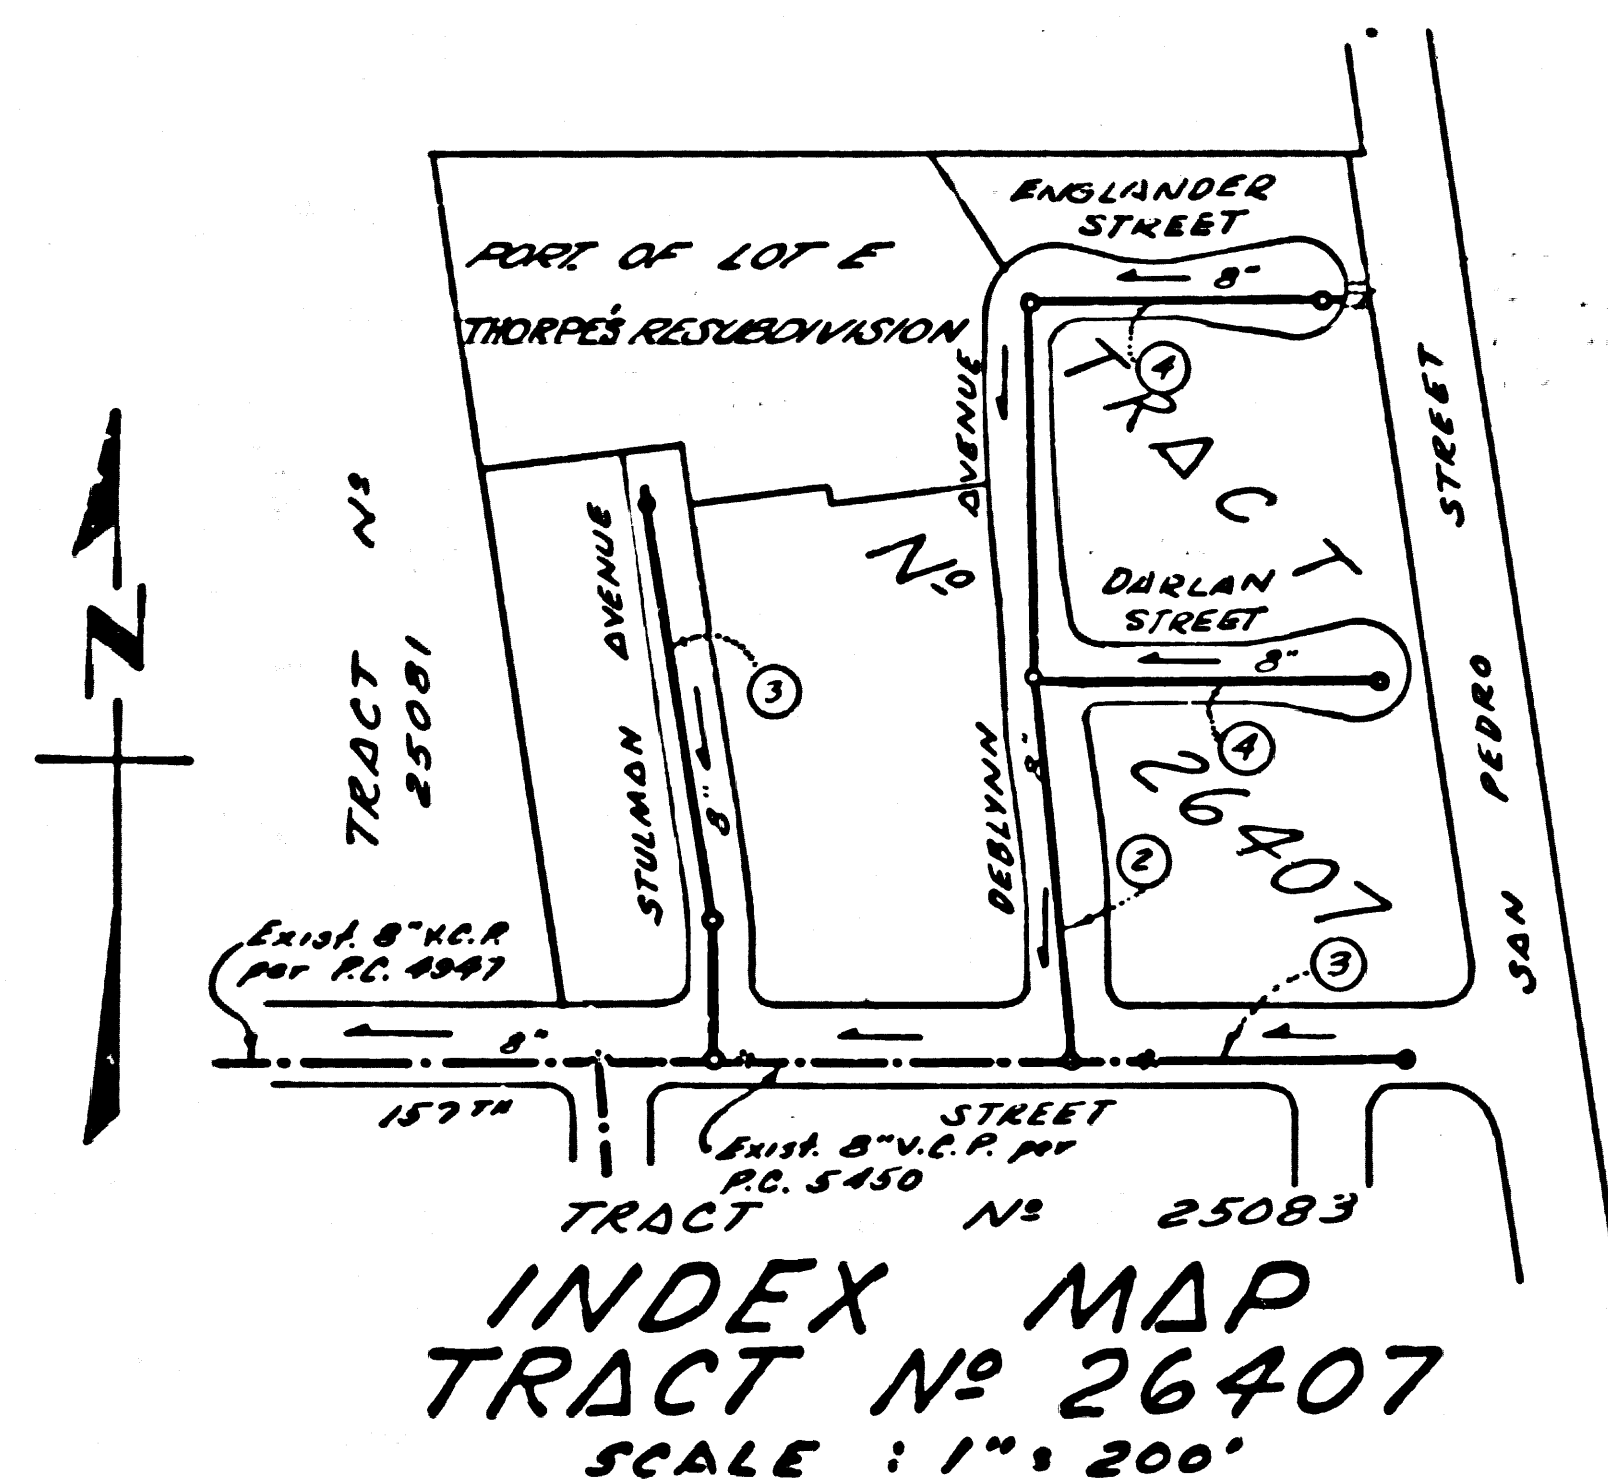 ENGLANDER
STREET
PORT. OF LOT E
THORPE'S RESUBDIVISION
8"
4
AVENUE
DEBLYNN
8"
STREET
PEDRO
SAN
TRACT
Nº
26407
DARLAN
STREET
8"
4
TRACT Nº
25081
AVENUE
STULMAN
8"
3
2
3
N
Exist. 8" V.C.P.
per P.C. 4947
8"
157TH
STREET
Exist. 8" V.C.P. per
P.C. 5450
TRACT Nº 25083
INDEX MAP
TRACT Nº 26407
SCALE : 1" = 200'